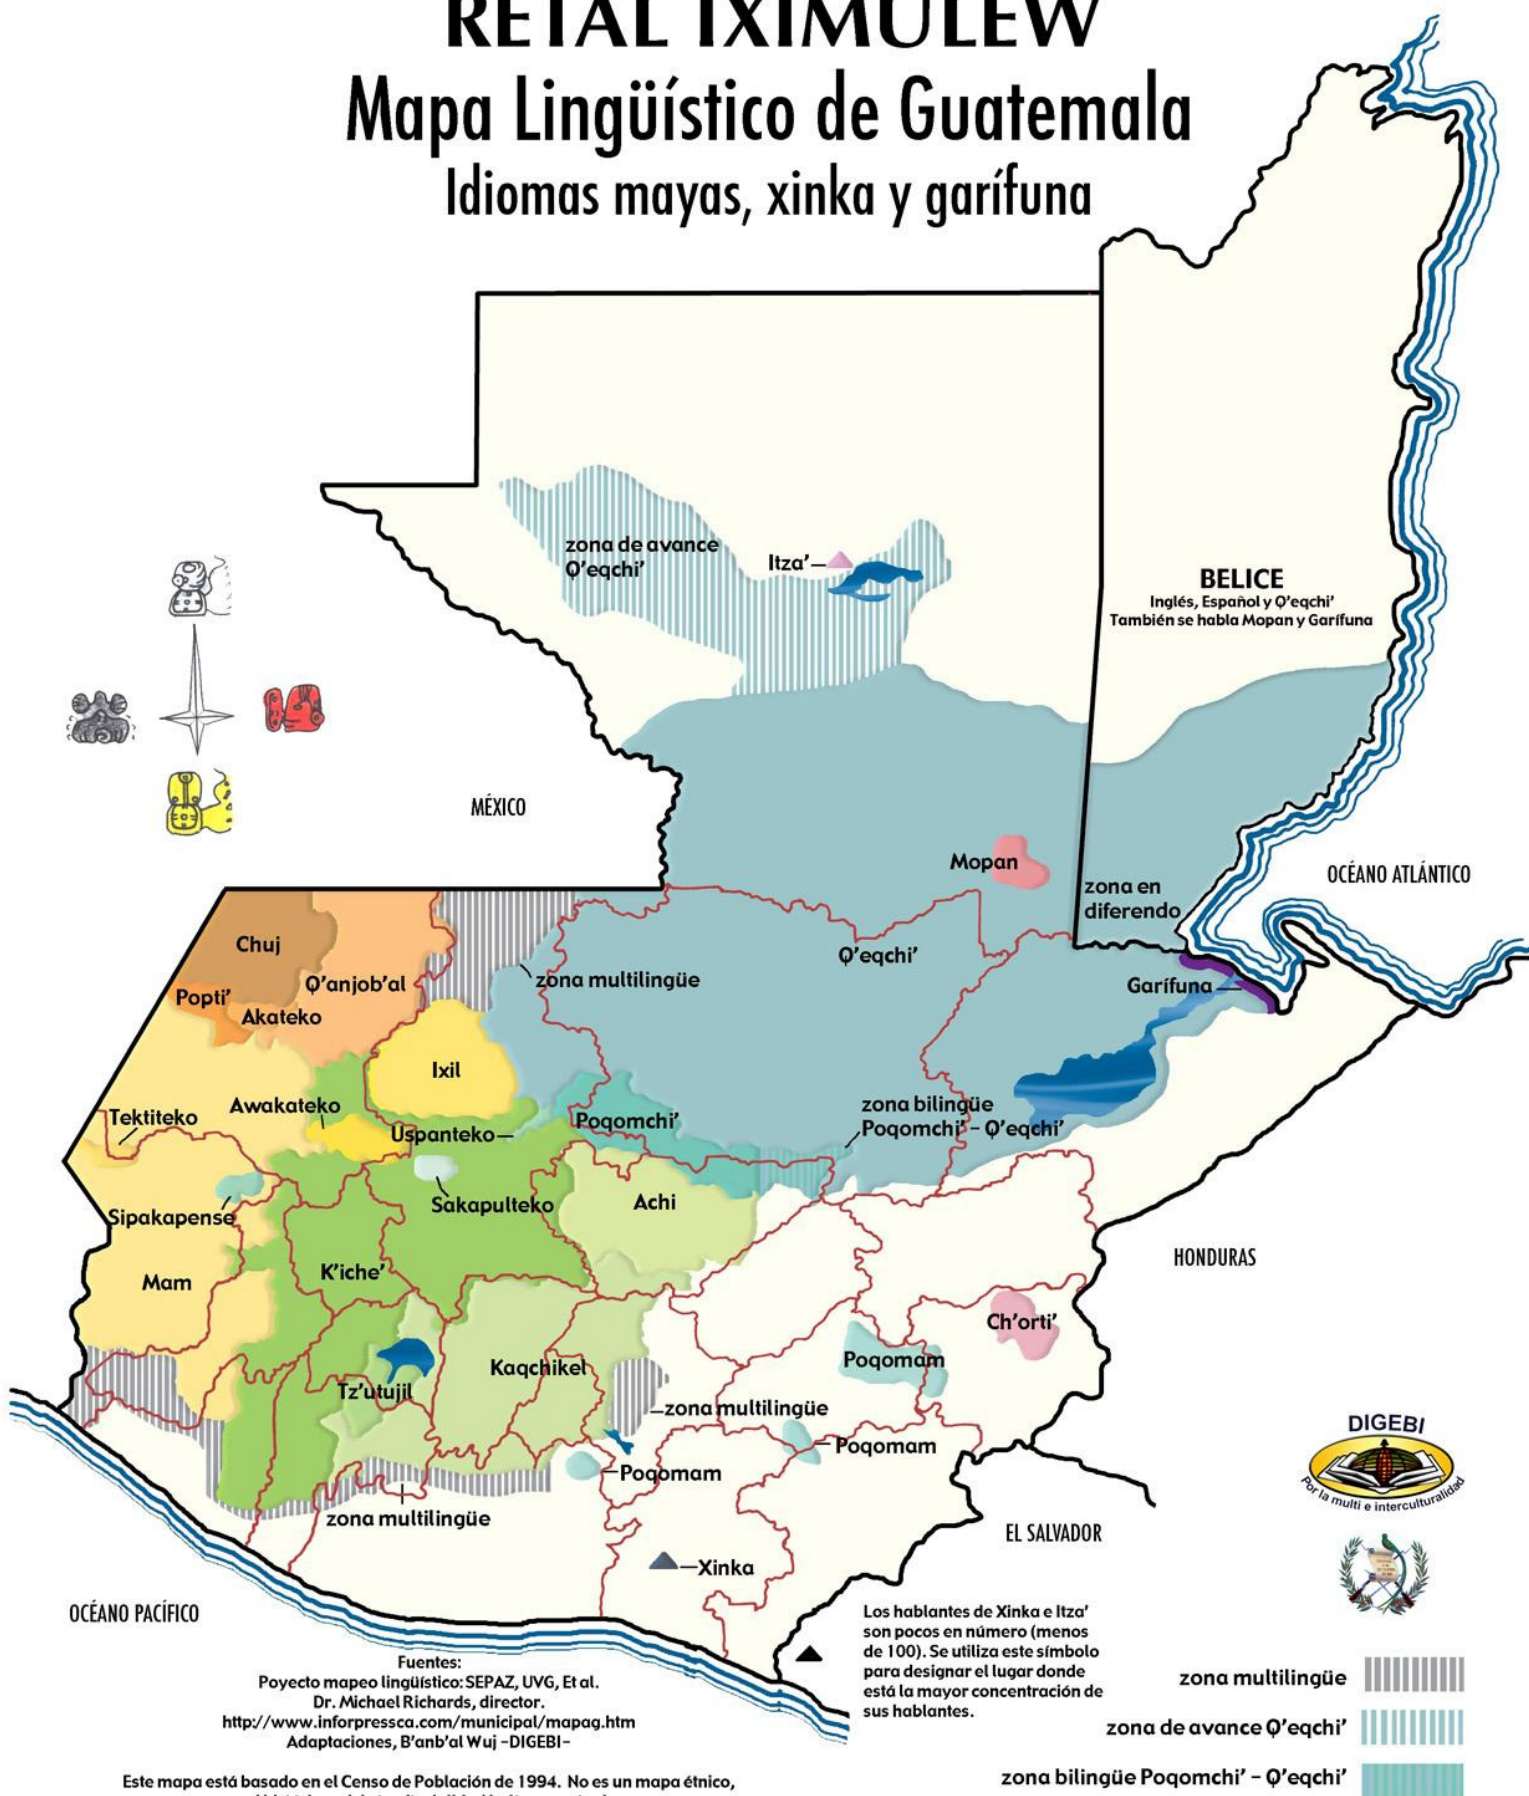 RETAL IXIMULEW
Mapa Lingüístico de Guatemala
Idiomas mayas, xinka y garífuna
zona de avance
Q'eqchi'
Itza'
BELICE
Inglés, Español y Q'eqchi'
También se habla Mopan y Garífuna
MÉXICO
Mopan
zona en
diferendo
OCÉANO ATLÁNTICO
Chuj
Q'anjob'al
Popti'
Akateko
zona multilingüe
Q'eqchi'
Garífuna
Ixil
Tektiteko
Awakateko
Uspanteko
Poqomchi'
zona bilingüe
Poqomchi' - Q'eqchi'
Sipakapense
Sakapulteko
Achi
Mam
K'iche'
HONDURAS
Ch'orti'
Kaqchikel
Poqomam
Tz'utujil
zona multilingüe
Poqomam
Poqomam
zona multilingüe
Xinka
EL SALVADOR
DIGEBI
Por la multi e interculturalidad
OCÉANO PACÍFICO
Fuentes:
Poyecto mapeo lingüístico: SEPAZ, UVG, Et al.
Dr. Michael Richards, director.
http://www.inforpressca.com/municipal/mapag.htm
Adaptaciones, B'anb'al Wuj -DIGEBI-
Los hablantes de Xinka e Itza'
son pocos en número (menos
de 100). Se utiliza este símbolo
para designar el lugar donde
está la mayor concentración de
sus hablantes.
zona multilingüe
zona de avance Q'eqchi'
zona bilingüe Poqomchi' - Q'eqchi'
Este mapa está basado en el Censo de Población de 1994. No es un mapa étnico,